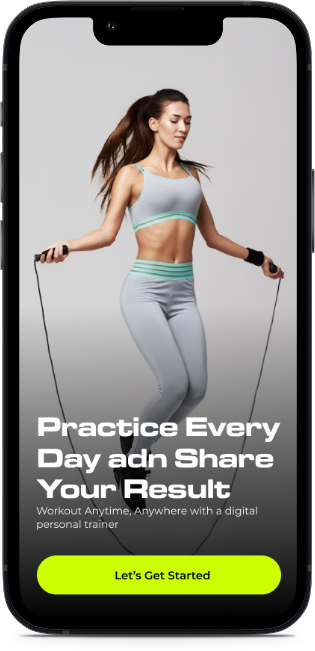 Practice Every
Day adn Share
Your Result
Workout Anytime, Anywhere with a digital
personal trainer
Let's Get Started